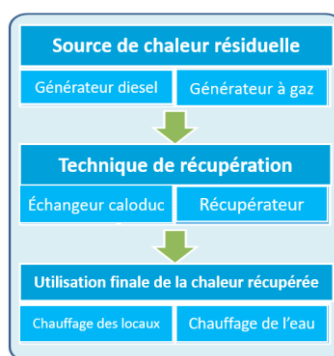 Source de chaleur résiduelle
Générateur diesel
Générateur à gaz
Technique de récupération
Échangeur caloduc
Récupérateur
Utilisation finale de la chaleur récupérée
Chauffage des locaux
Chauffage de l'eau